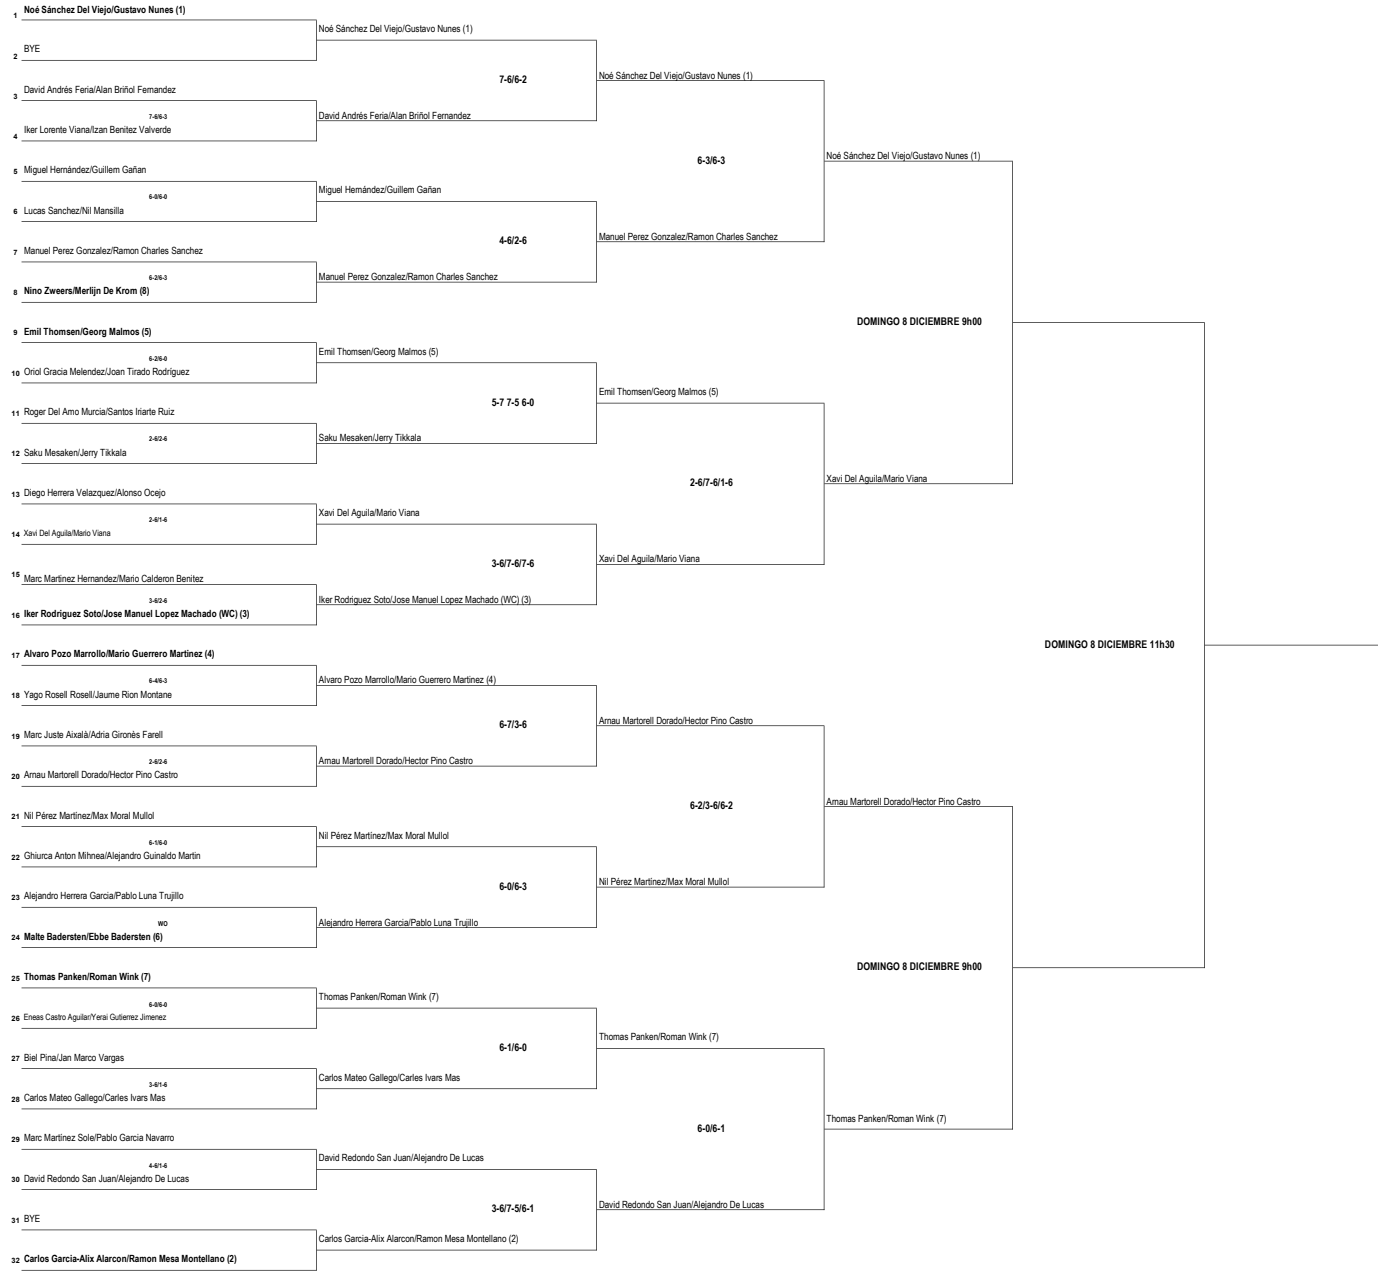 1 Noé Sánchez Del Viejo/Gustavo Nunes (1)
2 BYE
3 David Andrés Feria/Alan Briñol Fernandez
7-6/6-3
4 Iker Lorente Viana/Izan Benitez Valverde
5 Miguel Hernández/Guillem Gañan
6-0/6-0
6 Lucas Sanchez/Nil Mansilla
7 Manuel Perez Gonzalez/Ramon Charles Sanchez
6-2/6-3
8 Nino Zweers/Merlijn De Krom (8)
9 Emil Thomsen/Georg Malmos (5)
6-2/6-0
10 Oriol Gracia Melendez/Joan Tirado Rodríguez
11 Roger Del Amo Murcia/Santos Iriarte Ruiz
2-6/2-6
12 Saku Mesaken/Jerry Tikkala
13 Diego Herrera Velazquez/Alonso Ocejo
2-6/1-6
14 Xavi Del Aguila/Mario Viana
15 Marc Martinez Hernandez/Mario Calderon Benitez
3-6/2-6
16 Iker Rodriguez Soto/Jose Manuel Lopez Machado (WC) (3)
17 Alvaro Pozo Marrollo/Mario Guerrero Martinez (4)
6-4/6-3
18 Yago Rosell Rosell/Jaume Rion Montane
19 Marc Juste Aixalà/Adria Gironés Farell
2-6/2-6
20 Arnau Martorell Dorado/Hector Pino Castro
21 Nil Pérez Martínez/Max Moral Mullol
6-1/6-0
22 Ghiurca Anton Mihnea/Alejandro Guinaldo Martin
23 Alejandro Herrera Garcia/Pablo Luna Trujillo
WO
24 Malte Badersten/Ebbe Badersten (6)
25 Thomas Panken/Roman Wink (7)
6-0/6-0
26 Eneas Castro Aguilar/Yerai Gutierrez Jimenez
27 Biel Pina/Jan Marco Vargas
3-6/1-6
28 Carlos Mateo Gallego/Carles Ivars Mas
29 Marc Martínez Sole/Pablo Garcia Navarro
4-6/1-6
30 David Redondo San Juan/Alejandro De Lucas
31 BYE
32 Carlos Garcia-Alix Alarcon/Ramon Mesa Montellano (2)
Noé Sánchez Del Viejo/Gustavo Nunes (1)
7-6/6-2
David Andrés Feria/Alan Briñol Fernandez
Miguel Hernández/Guillem Gañan
4-6/2-6
Manuel Perez Gonzalez/Ramon Charles Sanchez
Emil Thomsen/Georg Malmos (5)
5-7 7-5 6-0
Saku Mesaken/Jerry Tikkala
Xavi Del Aguila/Mario Viana
3-6/7-6/7-6
Iker Rodriguez Soto/Jose Manuel Lopez Machado (WC) (3)
Alvaro Pozo Marrollo/Mario Guerrero Martinez (4)
6-7/3-6
Arnau Martorell Dorado/Hector Pino Castro
Nil Pérez Martínez/Max Moral Mullol
6-0/6-3
Alejandro Herrera Garcia/Pablo Luna Trujillo
Thomas Panken/Roman Wink (7)
6-1/6-0
Carlos Mateo Gallego/Carles Ivars Mas
David Redondo San Juan/Alejandro De Lucas
3-6/7-5/6-1
Carlos Garcia-Alix Alarcon/Ramon Mesa Montellano (2)
Noé Sánchez Del Viejo/Gustavo Nunes (1)
6-3/6-3
Manuel Perez Gonzalez/Ramon Charles Sanchez
Emil Thomsen/Georg Malmos (5)
2-6/7-6/1-6
Xavi Del Aguila/Mario Viana
Arnau Martorell Dorado/Hector Pino Castro
6-2/3-6/6-2
Nil Pérez Martínez/Max Moral Mullol
Thomas Panken/Roman Wink (7)
6-0/6-1
David Redondo San Juan/Alejandro De Lucas
Noé Sánchez Del Viejo/Gustavo Nunes (1)
DOMINGO 8 DICIEMBRE 9h00
Xavi Del Aguila/Mario Viana
Arnau Martorell Dorado/Hector Pino Castro
DOMINGO 8 DICIEMBRE 9h00
Thomas Panken/Roman Wink (7)
DOMINGO 8 DICIEMBRE 11h30